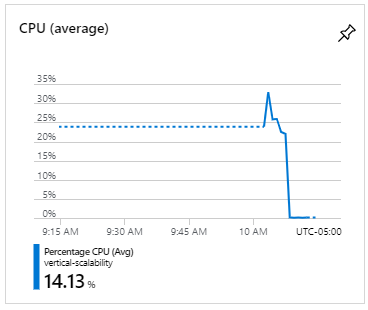 CPU (average)
35%
30%
25%
20%
15%
10%
5%
0%
9:15 AM 9:30 AM 9:45 AM 10 AM UTC-05:00
Percentage CPU (Avg)
vertical-scalability
14.13 %